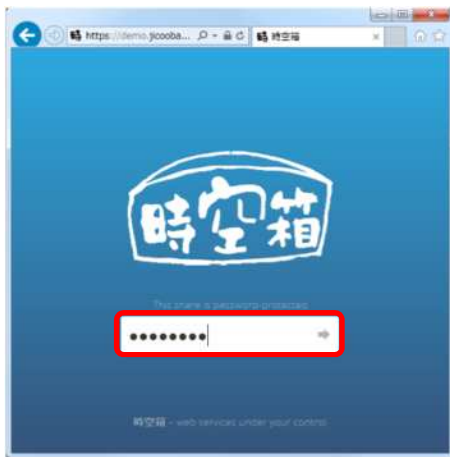 https://demo.jicooba... 時空箱
時空箱
This share is password-protected
••••••••
時空箱 – web services under your control